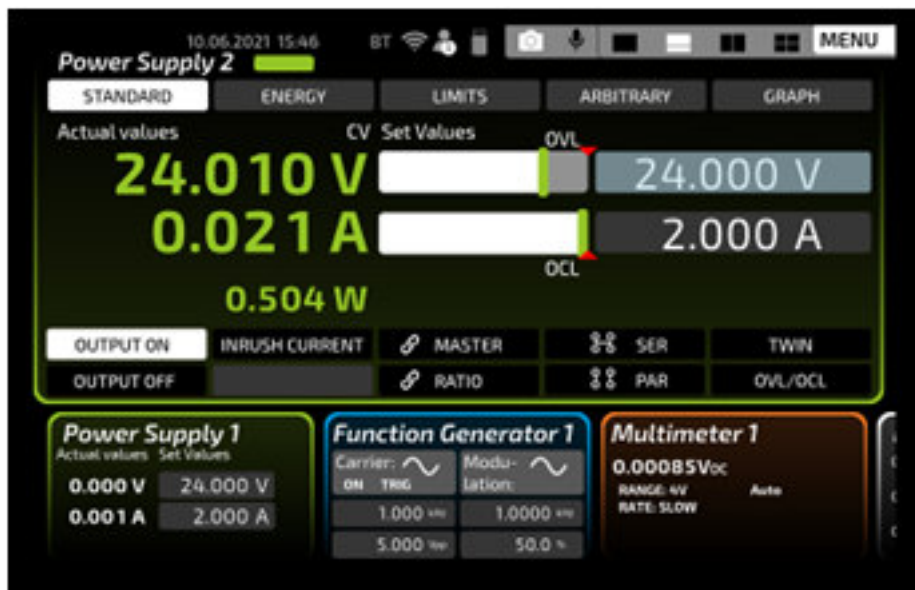 10.06.2021 15:46 BT MENU
Power Supply 2
STANDARD ENERGY LIMITS ARBITRARY GRAPH
Actual values CV Set Values OVL
24.010 V 24.000 V
0.021 A 2.000 A
OCL
0.504 W
OUTPUT ON INRUSH CURRENT MASTER SER TWIN
OUTPUT OFF RATIO PAR OVL/OCL
Power Supply 1 Function Generator 1 Multimeter 1
Actual values Set Values Carrier: Modu-
ON TRIG lation:
0.00085VDC
0.000 V 24.000 V RANGE: 4V Auto
RATE: SLOW
0.001 A 2.000 A 1.000 kHz 1.0000 kHz
5.000 Vpp 50.0 %